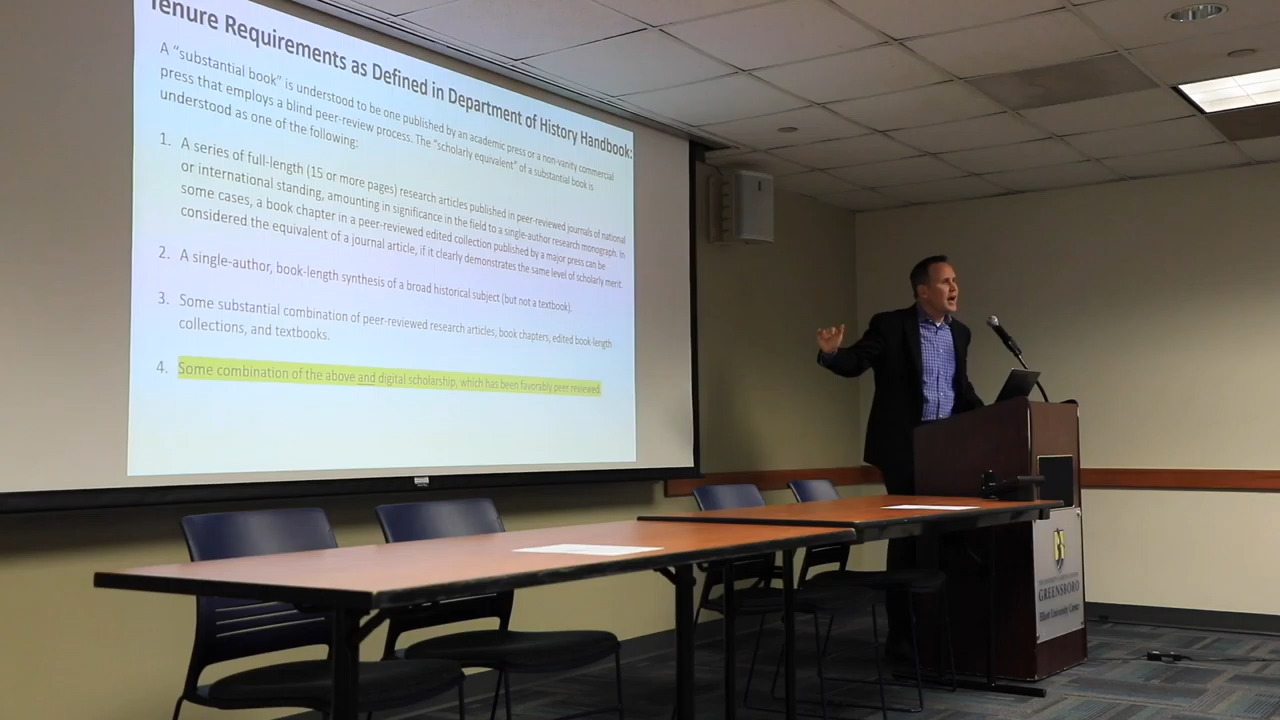 Tenure Requirements as Defined in Department of History Handbook:
A “substantial book” is understood to be one published by an academic press or a non-vanity commercial
press that employs a blind peer-review process. The “scholarly equivalent” of a substantial book is
understood as one of the following:
1. A series of full-length (15 or more pages) research articles published in peer-reviewed journals of national
or international standing, amounting in significance in the field to a single-author research monograph. In
some cases, a book chapter in a peer-reviewed edited collection published by a major press can be
considered the equivalent of a journal article, if it clearly demonstrates the same level of scholarly merit.
2. A single-author, book-length synthesis of a broad historical subject (but not a textbook).
3. Some substantial combination of peer-reviewed research articles, book chapters, edited book-length
collections, and textbooks.
4. Some combination of the above and digital scholarship, which has been favorably peer reviewed.
GREENSBORO
Elliott University Center